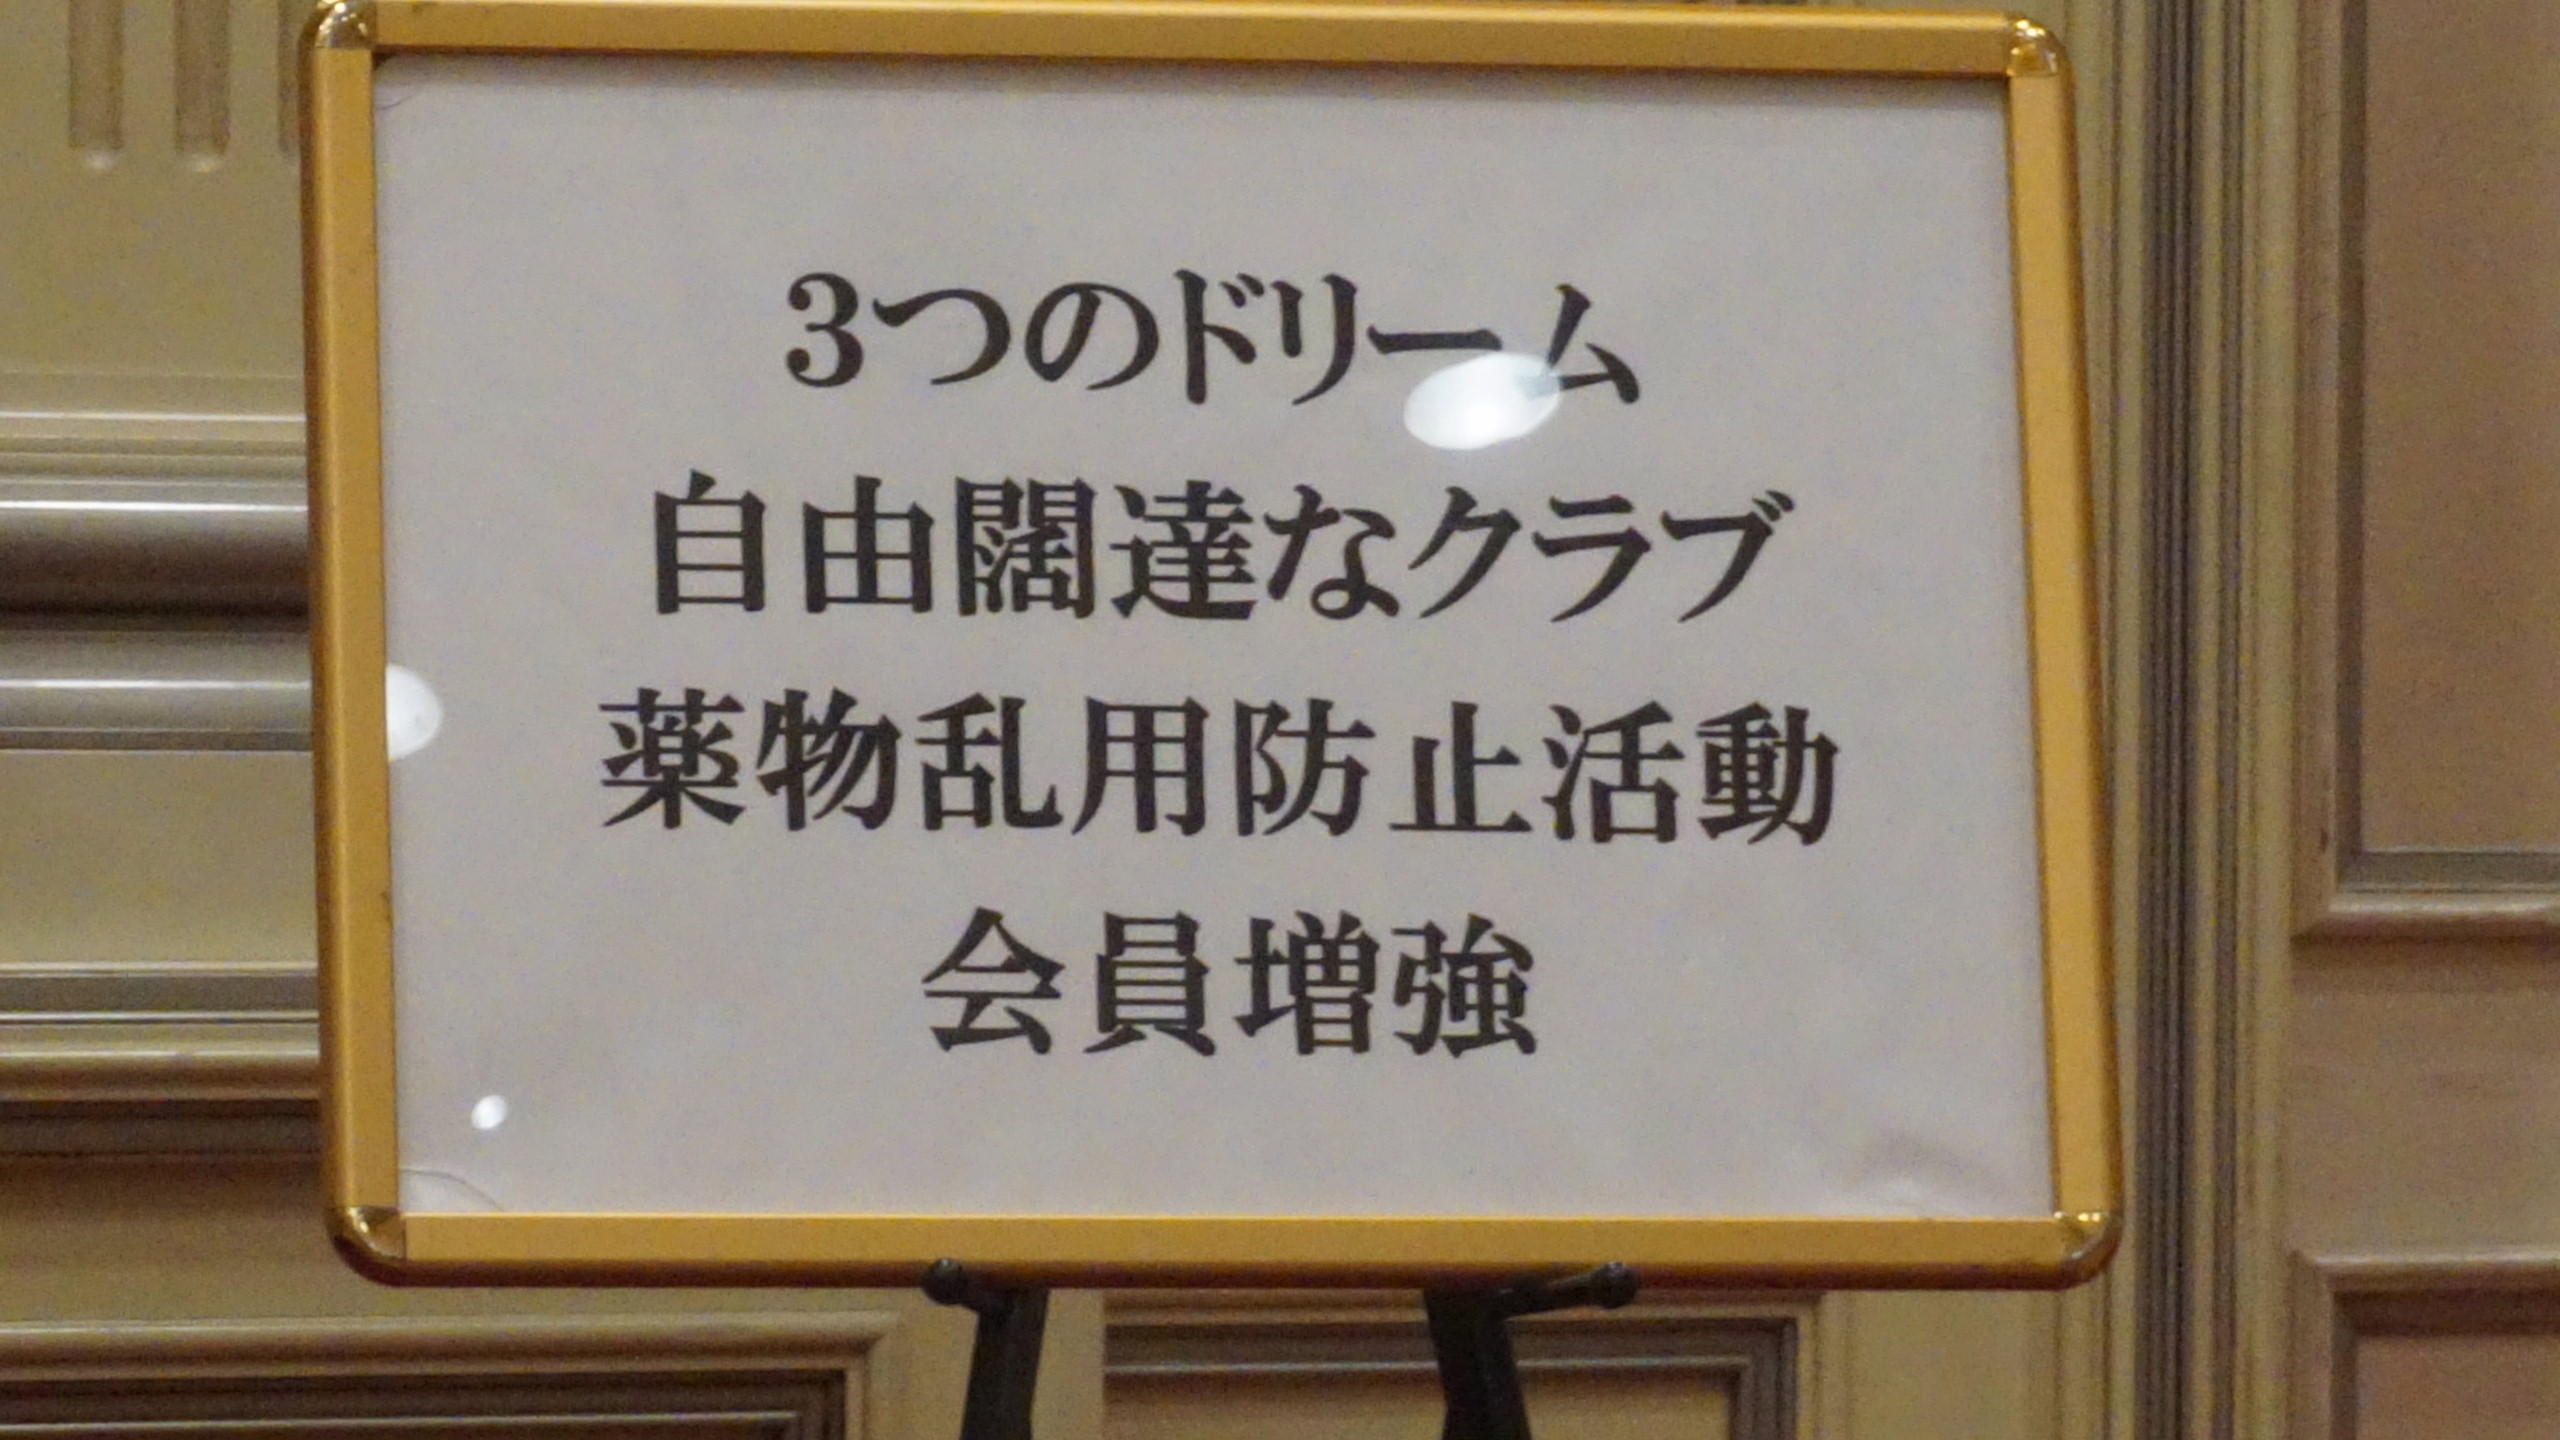 3つのドリーム
自由闊達なクラブ
薬物乱用防止活動
会員増強